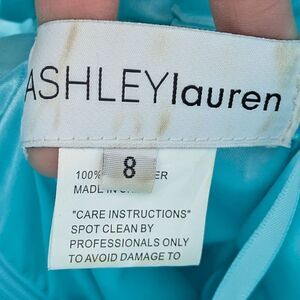 ASHLEYlauren
8
100%
MADE IN
"CARE INSTRUCTIONS"
SPOT CLEAN BY
PROFESSIONALS ONLY
TO AVOID DAMAGE TO